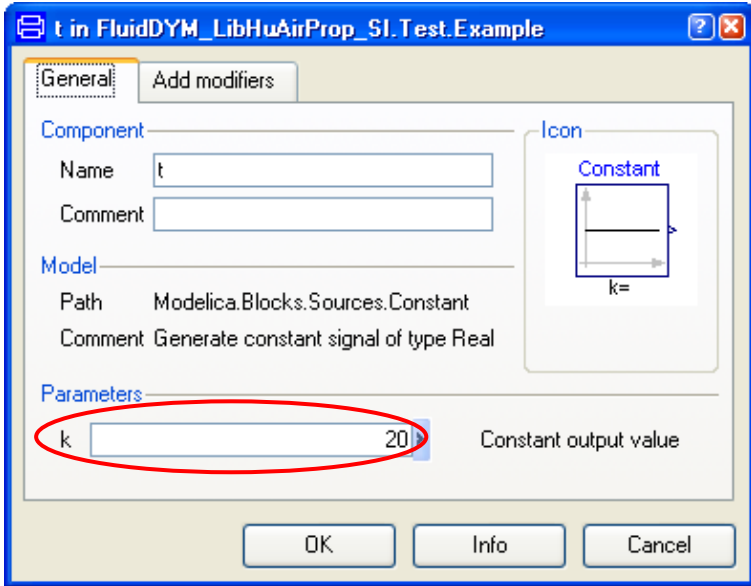 t in FluidDYM_LibHuAirProp_SI.Test.Example
General Add modifiers
Component
Icon
Name t
Constant
Comment
k=
Model
Path Modelica.Blocks.Sources.Constant
Comment Generate constant signal of type Real
Parameters
k 20 Constant output value
OK Info Cancel